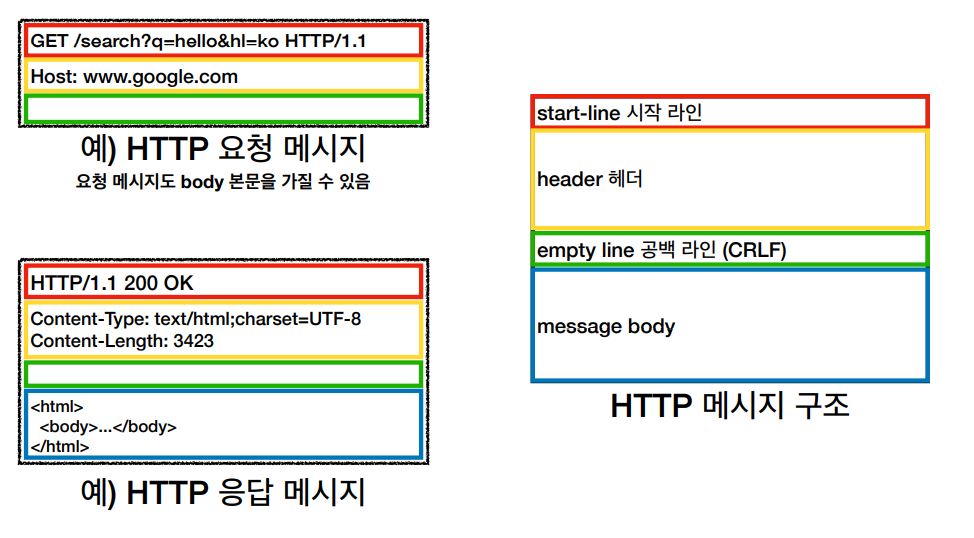 GET /search?q=hello&hl=ko HTTP/1.1
Host: www.google.com
예) HTTP 요청 메시지
요청 메시지도 body 본문을 가질 수 있음
HTTP/1.1 200 OK
Content-Type: text/html;charset=UTF-8
Content-Length: 3423
<html>
<body>...</body>
</html>
예) HTTP 응답 메시지
start-line 시작 라인
header 헤더
empty line 공백 라인 (CRLF)
message body
HTTP 메시지 구조